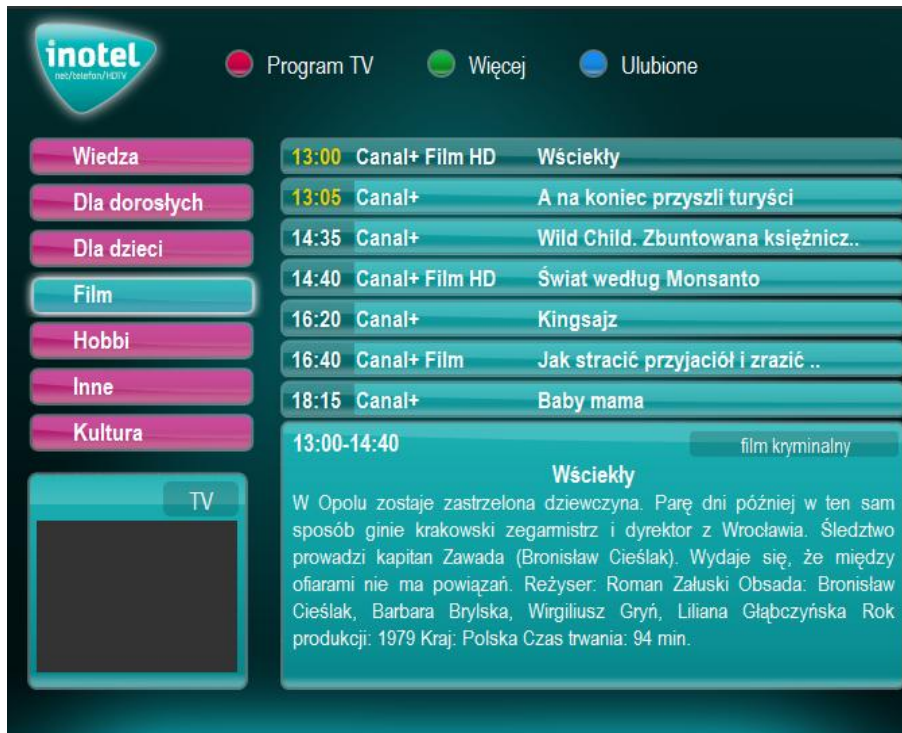 inotel
net/telefon/HDTV
Program TV
Więcej
Ulubione
Wiedza
Dla dorosłych
Dla dzieci
Film
Hobbi
Inne
Kultura
TV
13:00 Canal+ Film HD Wściekły
13:05 Canal+ A na koniec przyszli turyści
14:35 Canal+ Wild Child. Zbuntowana księżnicz..
14:40 Canal+ Film HD Świat według Monsanto
16:20 Canal+ Kingsajz
16:40 Canal+ Film Jak stracić przyjaciół i zrazić ..
18:15 Canal+ Baby mama
13:00-14:40 film kryminalny
Wściekły
W Opolu zostaje zastrzelona dziewczyna. Parę dni później w ten sam
sposób ginie krakowski zegarmistrz i dyrektor z Wrocławia. Śledztwo
prowadzi kapitan Zawada (Bronisław Cieślak). Wydaje się, że między
ofiarami nie ma powiązań. Reżyser: Roman Załuski Obsada: Bronisław
Cieślak, Barbara Brylska, Wirgiliusz Gryń, Liliana Głąbczyńska Rok
produkcji: 1979 Kraj: Polska Czas trwania: 94 min.